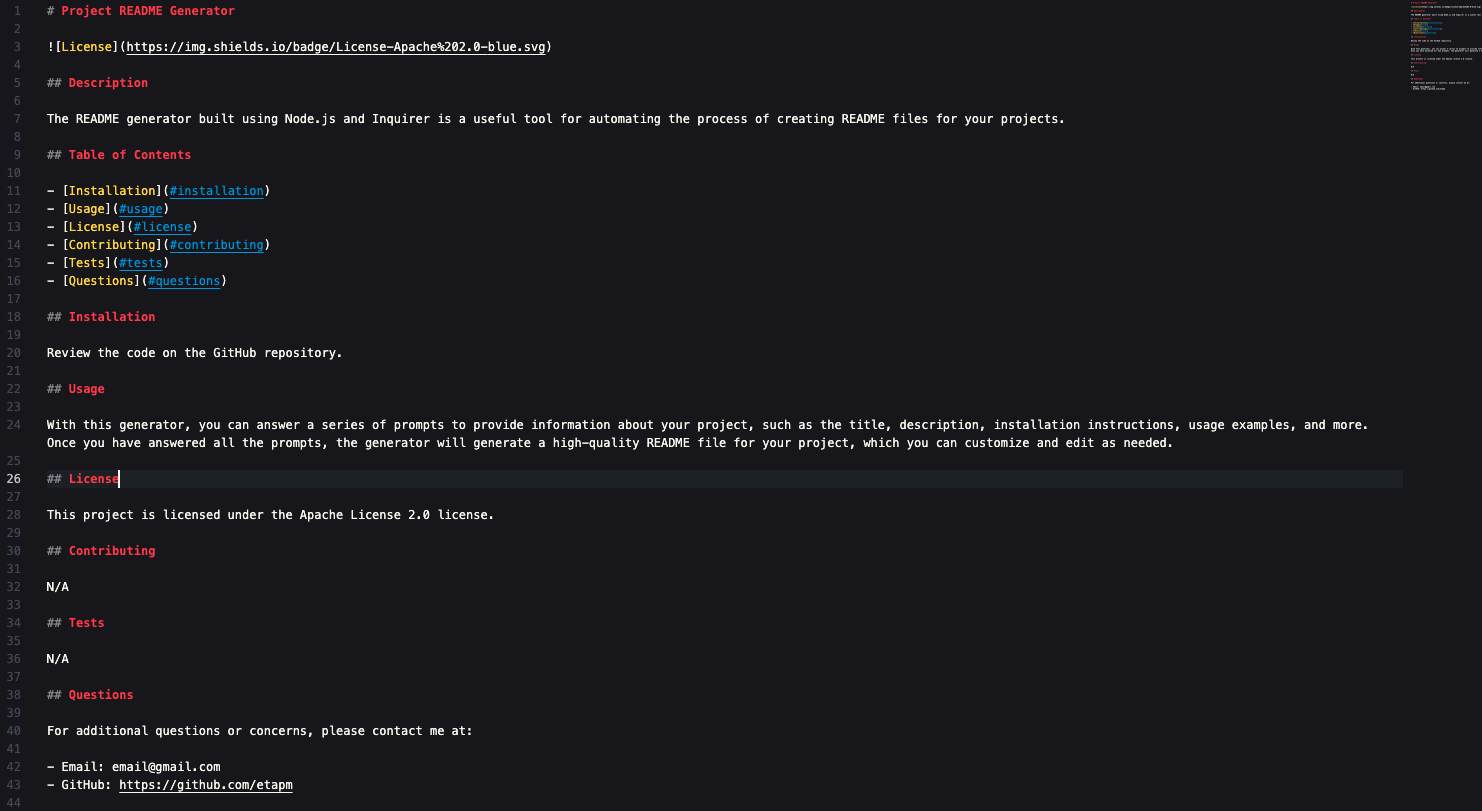 1 # Project README Generator
2
3 ![License](https://img.shields.io/badge/License-Apache%202.0-blue.svg)
4
5 ## Description
6
7 The README generator built using Node.js and Inquirer is a useful tool for automating the process of creating README files for your projects.
8
9 ## Table of Contents
10
11 - [Installation](#installation)
12 - [Usage](#usage)
13 - [License](#license)
14 - [Contributing](#contributing)
15 - [Tests](#tests)
16 - [Questions](#questions)
17
18 ## Installation
19
20 Review the code on the GitHub repository.
21
22 ## Usage
23
24 With this generator, you can answer a series of prompts to provide information about your project, such as the title, description, installation instructions, usage examples, and more.
Once you have answered all the prompts, the generator will generate a high-quality README file for your project, which you can customize and edit as needed.
25
26 ## License
27
28 This project is licensed under the Apache License 2.0 license.
29
30 ## Contributing
31
32 N/A
33
34 ## Tests
35
36 N/A
37
38 ## Questions
39
40 For additional questions or concerns, please contact me at:
41
42 - Email: email@gmail.com
43 - GitHub: https://github.com/etapm
44